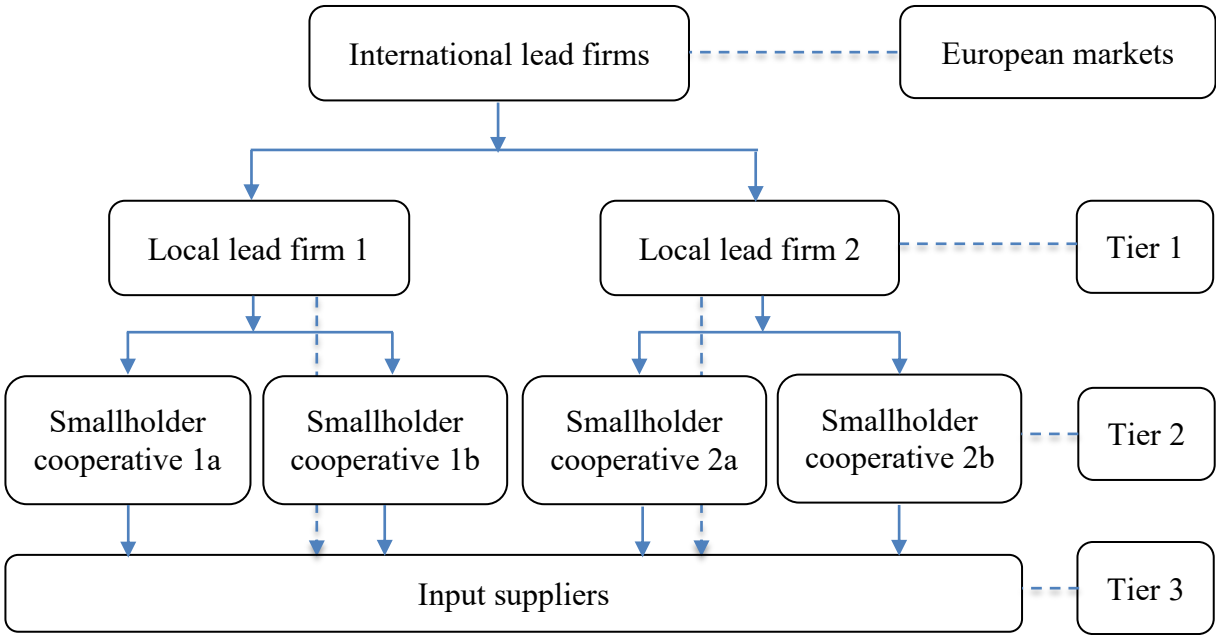 International lead firms
European markets
Local lead firm 1
Local lead firm 2
Tier 1
Smallholder
cooperative 1a
Smallholder
cooperative 1b
Smallholder
cooperative 2a
Smallholder
cooperative 2b
Tier 2
Input suppliers
Tier 3